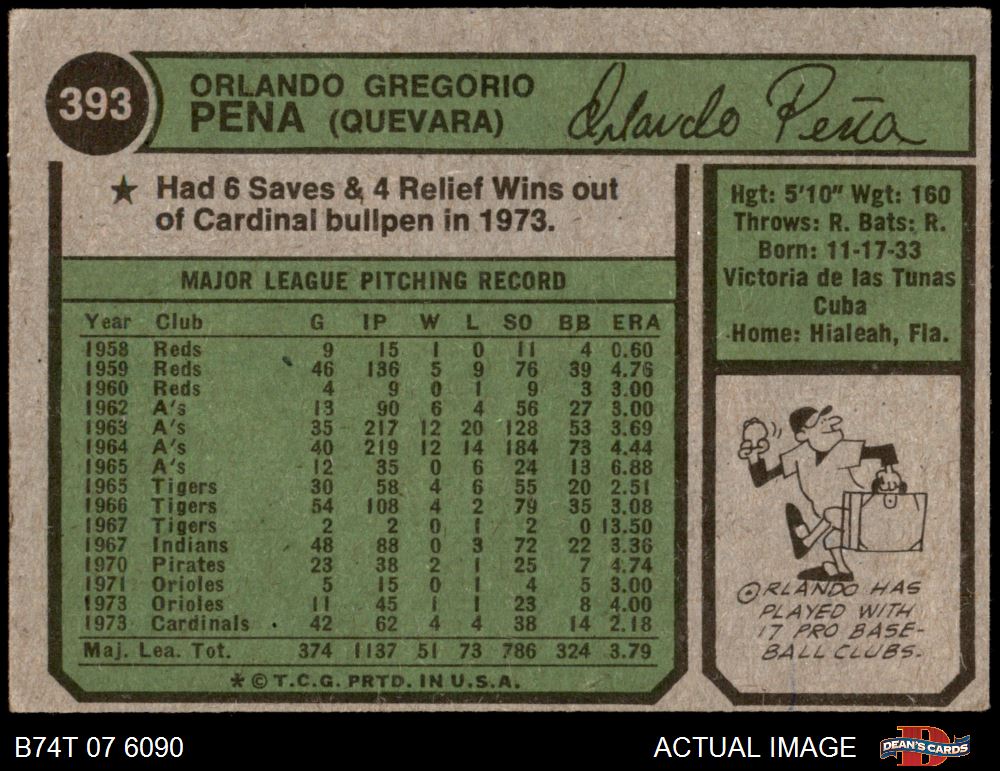 393
ORLANDO GREGORIO
PENA (QUEVARA)
Orlando Peña
★ Had 6 Saves & 4 Relief Wins out
of Cardinal bullpen in 1973.
MAJOR LEAGUE PITCHING RECORD
Year Club G IP W L SO BB ERA
1958 Reds 9 15 1 0 11 4 0.60
1959 Reds 46 136 5 9 76 39 4.76
1960 Reds 4 9 0 1 9 3 3.00
1962 A's 13 90 6 4 56 27 3.00
1963 A's 35 217 12 20 128 53 3.69
1964 A's 40 219 12 14 184 73 4.44
1965 A's 12 35 0 6 24 13 6.88
1965 Tigers 30 58 4 6 55 20 2.51
1966 Tigers 54 108 4 2 79 35 3.08
1967 Tigers 2 2 0 1 2 0 13.50
1967 Indians 48 88 0 3 72 22 3.36
1970 Pirates 23 38 2 1 25 7 4.74
1971 Orioles 5 15 0 1 4 5 3.00
1973 Orioles 11 45 1 1 23 8 4.00
1973 Cardinals 42 62 4 4 38 14 2.18
Maj. Lea. Tot. 374 1137 51 73 786 324 3.79
* © T.C.G. PRTD. IN U.S.A.
Hgt: 5'10" Wgt: 160
Throws: R. Bats: R.
Born: 11-17-33
Victoria de las Tunas
Cuba
Home: Hialeah, Fla.
ORLANDO HAS
PLAYED WITH
17 PRO BASE-
BALL CLUBS.
B74T 07 6090
ACTUAL IMAGE
DEAN'S CARDS